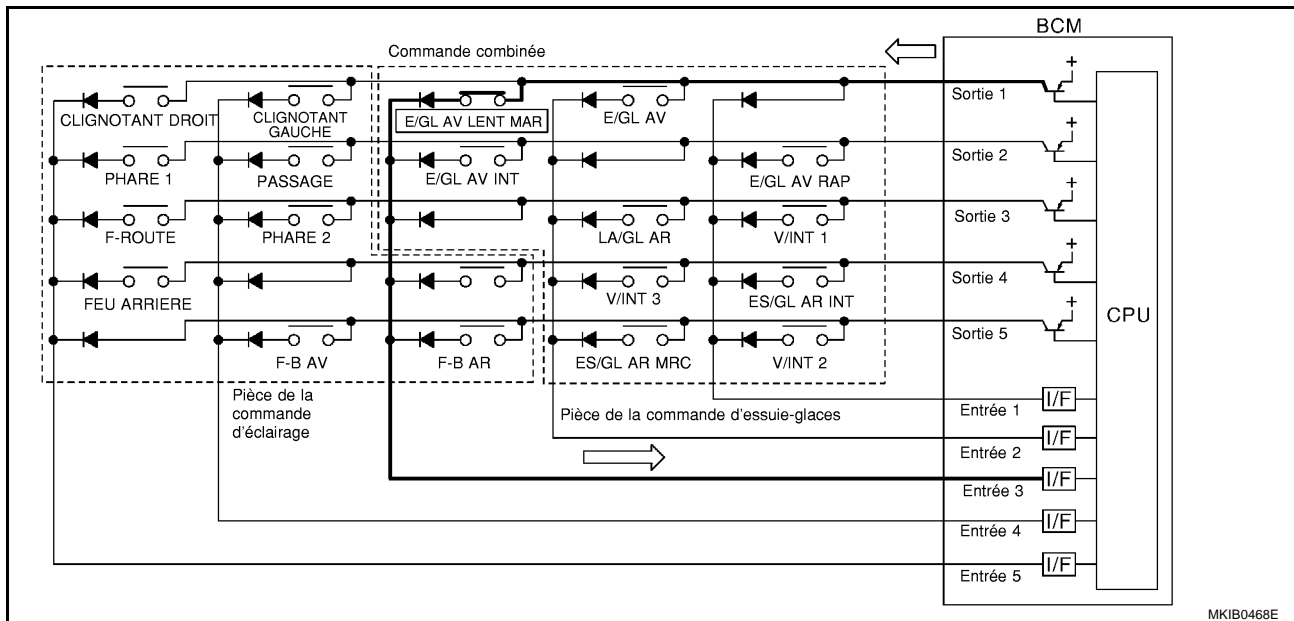 BCM
Commande combinée
+
Sortie 1
CLIGNOTANT DROIT
CLIGNOTANT
GAUCHE
E/GL AV LENT MAR
E/GL AV
+
Sortie 2
PHARE 1
PASSAGE
E/GL AV INT
E/GL AV RAP
+
Sortie 3
F-ROUTE
PHARE 2
LA/GL AR
V/INT 1
+
Sortie 4
FEU ARRIERE
V/INT 3
ES/GL AR INT
CPU
+
Sortie 5
F-B AV
F-B AR
ES/GL AR MRC
V/INT 2
Pièce de la
commande
d'éclairage
Pièce de la commande d'essuie-glaces
Entrée 1
I/F
Entrée 2
I/F
Entrée 3
I/F
Entrée 4
I/F
Entrée 5
I/F
MKIB0468E